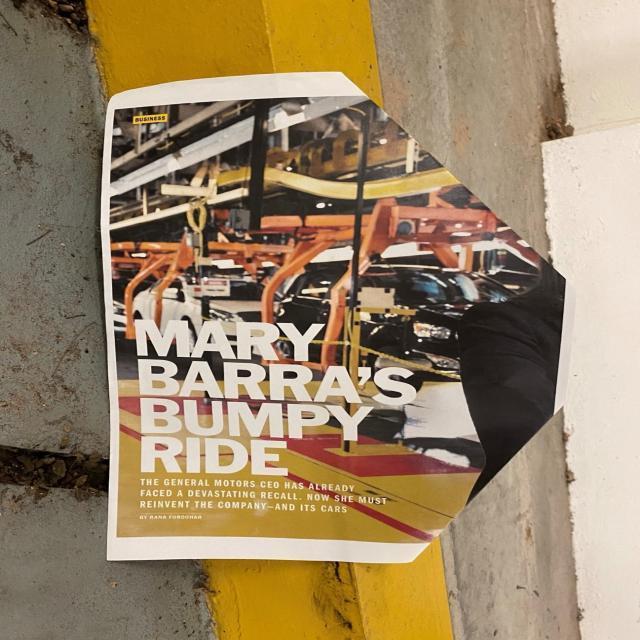 BUSINESS
MARY
BARRA'S
BUMPY
RIDE
THE GENERAL MOTORS CEO HAS ALREADY
FACED A DEVASTATING RECALL. NOW SHE MUST
REINVENT THE COMPANY—AND ITS CARS
BY RANA FOROOHAR